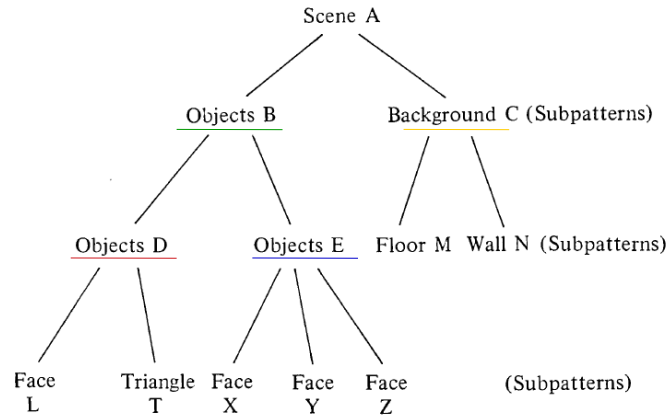 Scene A
Objects B Background C (Subpatterns)
Objects D Objects E Floor M Wall N (Subpatterns)
Face Triangle Face Face Face (Subpatterns)
L T X Y Z